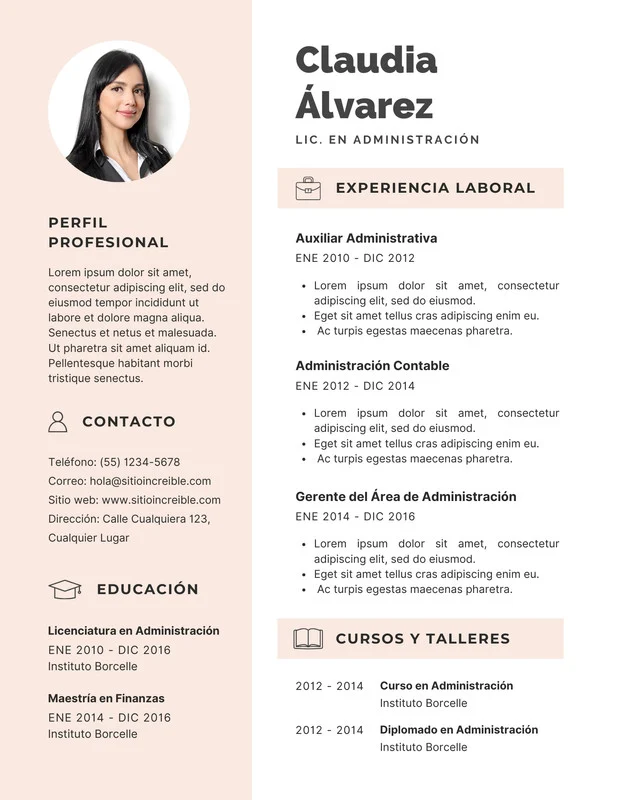 Claudia
Álvarez
LIC. EN ADMINISTRACIÓN
PERFIL
PROFESIONAL
Lorem ipsum dolor sit amet,
consectetur adipiscing elit, sed do
eiusmod tempor incididunt ut
labore et dolore magna aliqua.
Senectus et netus et malesuada.
Ut pharetra sit amet aliquam id.
Pellentesque habitant morbi
tristique senectus.
CONTACTO
Teléfono: (55) 1234-5678
Correo: hola@sitioincreible.com
Sitio web: www.sitioincreible.com
Dirección: Calle Cualquiera 123,
Cualquier Lugar
EDUCACIÓN
Licenciatura en Administración
ENE 2010 - DIC 2016
Instituto Borcelle
Maestría en Finanzas
ENE 2014 - DIC 2016
Instituto Borcelle
EXPERIENCIA LABORAL
Auxiliar Administrativa
ENE 2010 - DIC 2012
• Lorem ipsum dolor sit amet, consectetur
adipiscing elit, sed do eiusmod.
• Eget sit amet tellus cras adipiscing enim eu.
• Ac turpis egestas maecenas pharetra.
Administración Contable
ENE 2012 - DIC 2014
• Lorem ipsum dolor sit amet, consectetur
adipiscing elit, sed do eiusmod.
• Eget sit amet tellus cras adipiscing enim eu.
• Ac turpis egestas maecenas pharetra.
Gerente del Área de Administración
ENE 2014 - DIC 2016
• Lorem ipsum dolor sit amet, consectetur
adipiscing elit, sed do eiusmod.
• Eget sit amet tellus cras adipiscing enim eu.
• Ac turpis egestas maecenas pharetra.
CURSOS Y TALLERES
2012 - 2014 Curso en Administración
Instituto Borcelle
2012 - 2014 Diplomado en Administración
Instituto Borcelle